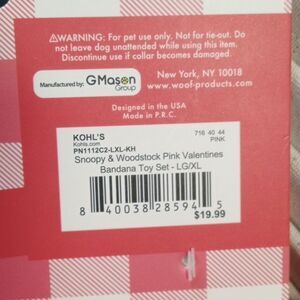 ⚠WARNING: For pet use only. Not for tie-out. Do
not leave dog unattended while using this item.
Discontinue use if collar becomes damaged.
Manufactured by: GMason
Group
New York, NY 10018
www.woof-products.com
Designed in the USA
Made in P.R.C.
KOHL'S
Kohls.com
716 40 44
PINK
PN1112C2-LXL-KH
Snoopy & Woodstock Pink Valentines
Bandana Toy Set - LG/XL
8 40038 28594 5
$19.99